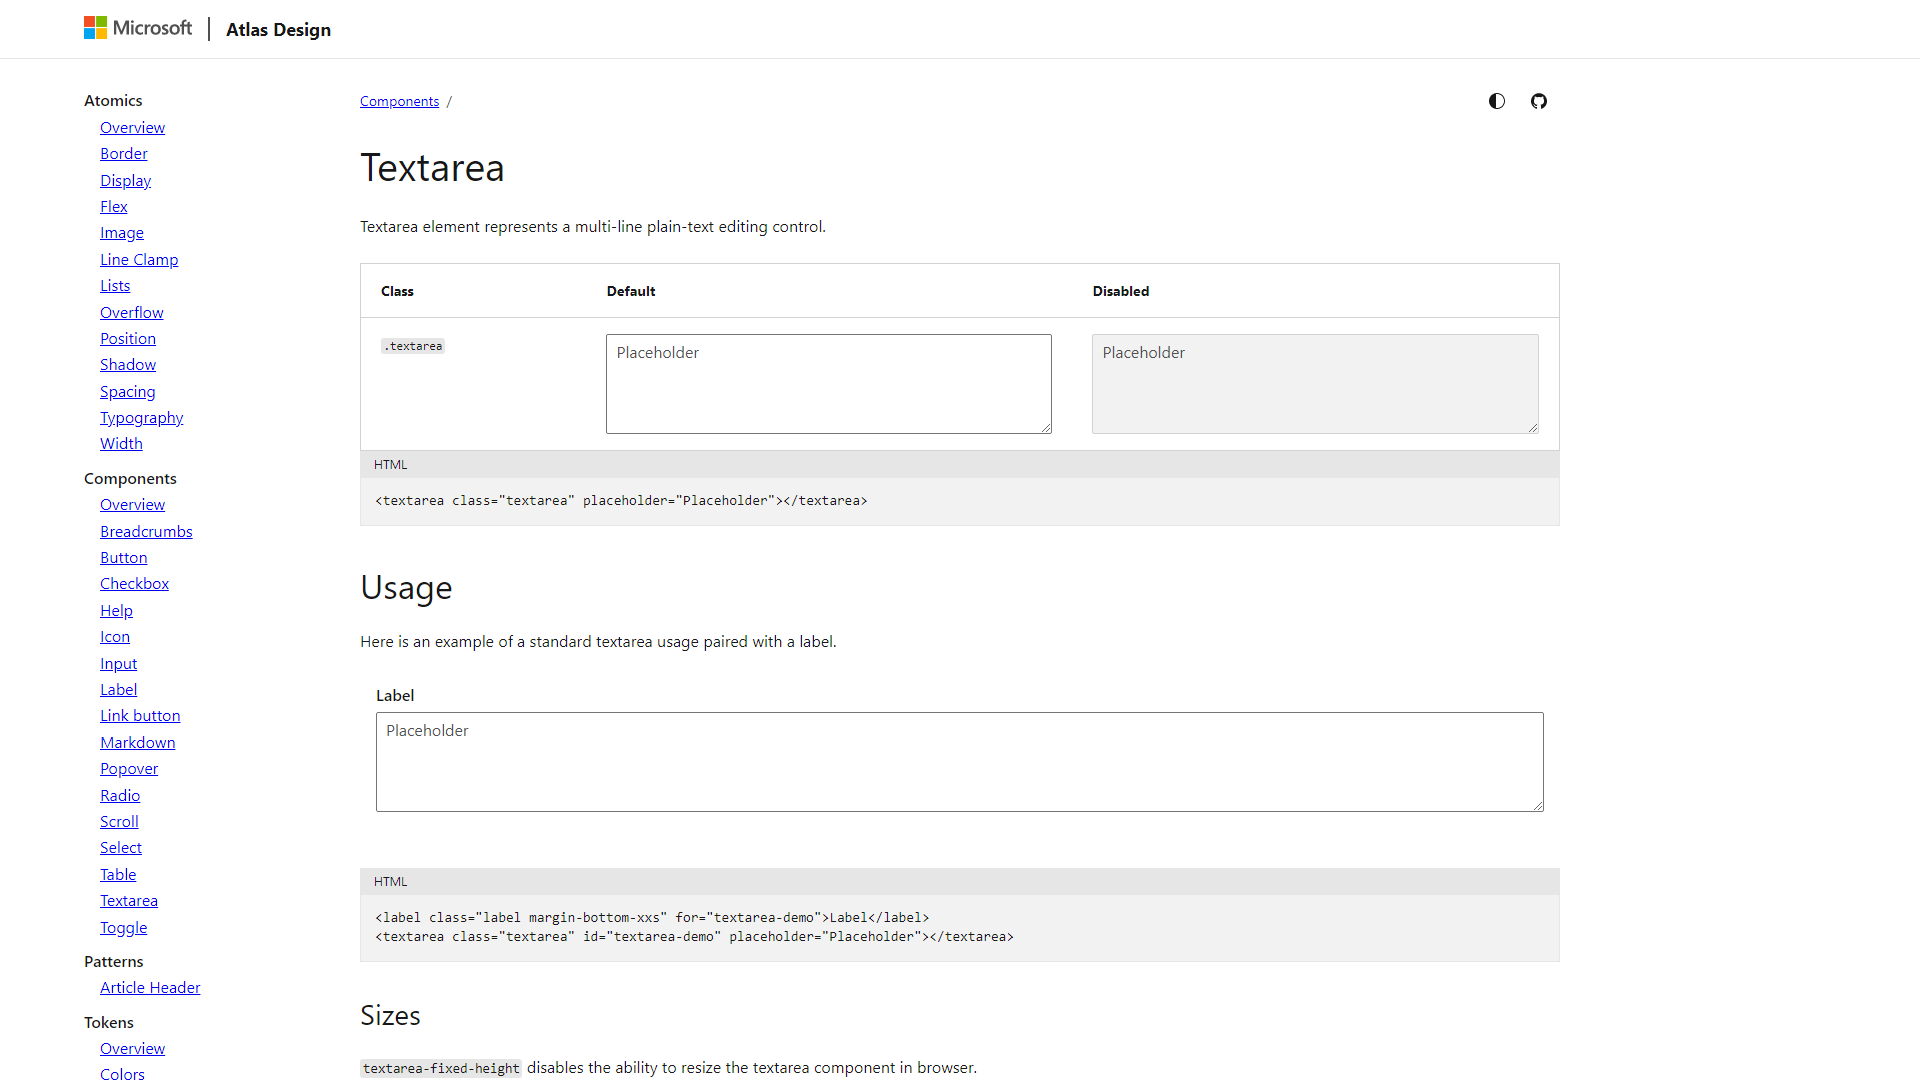 Microsoft
Atlas Design
Atomics
Overview
Border
Display
Flex
Image
Line Clamp
Lists
Overflow
Position
Shadow
Spacing
Typography
Width
Components
Overview
Breadcrumbs
Button
Checkbox
Help
Icon
Input
Label
Link button
Markdown
Popover
Radio
Scroll
Select
Table
Textarea
Toggle
Patterns
Article Header
Tokens
Overview
Colors
Components /
Textarea
Textarea element represents a multi-line plain-text editing control.
Class Default Disabled
.textarea Placeholder Placeholder
HTML
<textarea class="textarea" placeholder="Placeholder"></textarea>
Usage
Here is an example of a standard textarea usage paired with a label.
Label
Placeholder
HTML
<label class="label margin-bottom-xxs" for="textarea-demo">Label</label>
<textarea class="textarea" id="textarea-demo" placeholder="Placeholder"></textarea>
Sizes
textarea-fixed-height disables the ability to resize the textarea component in browser.